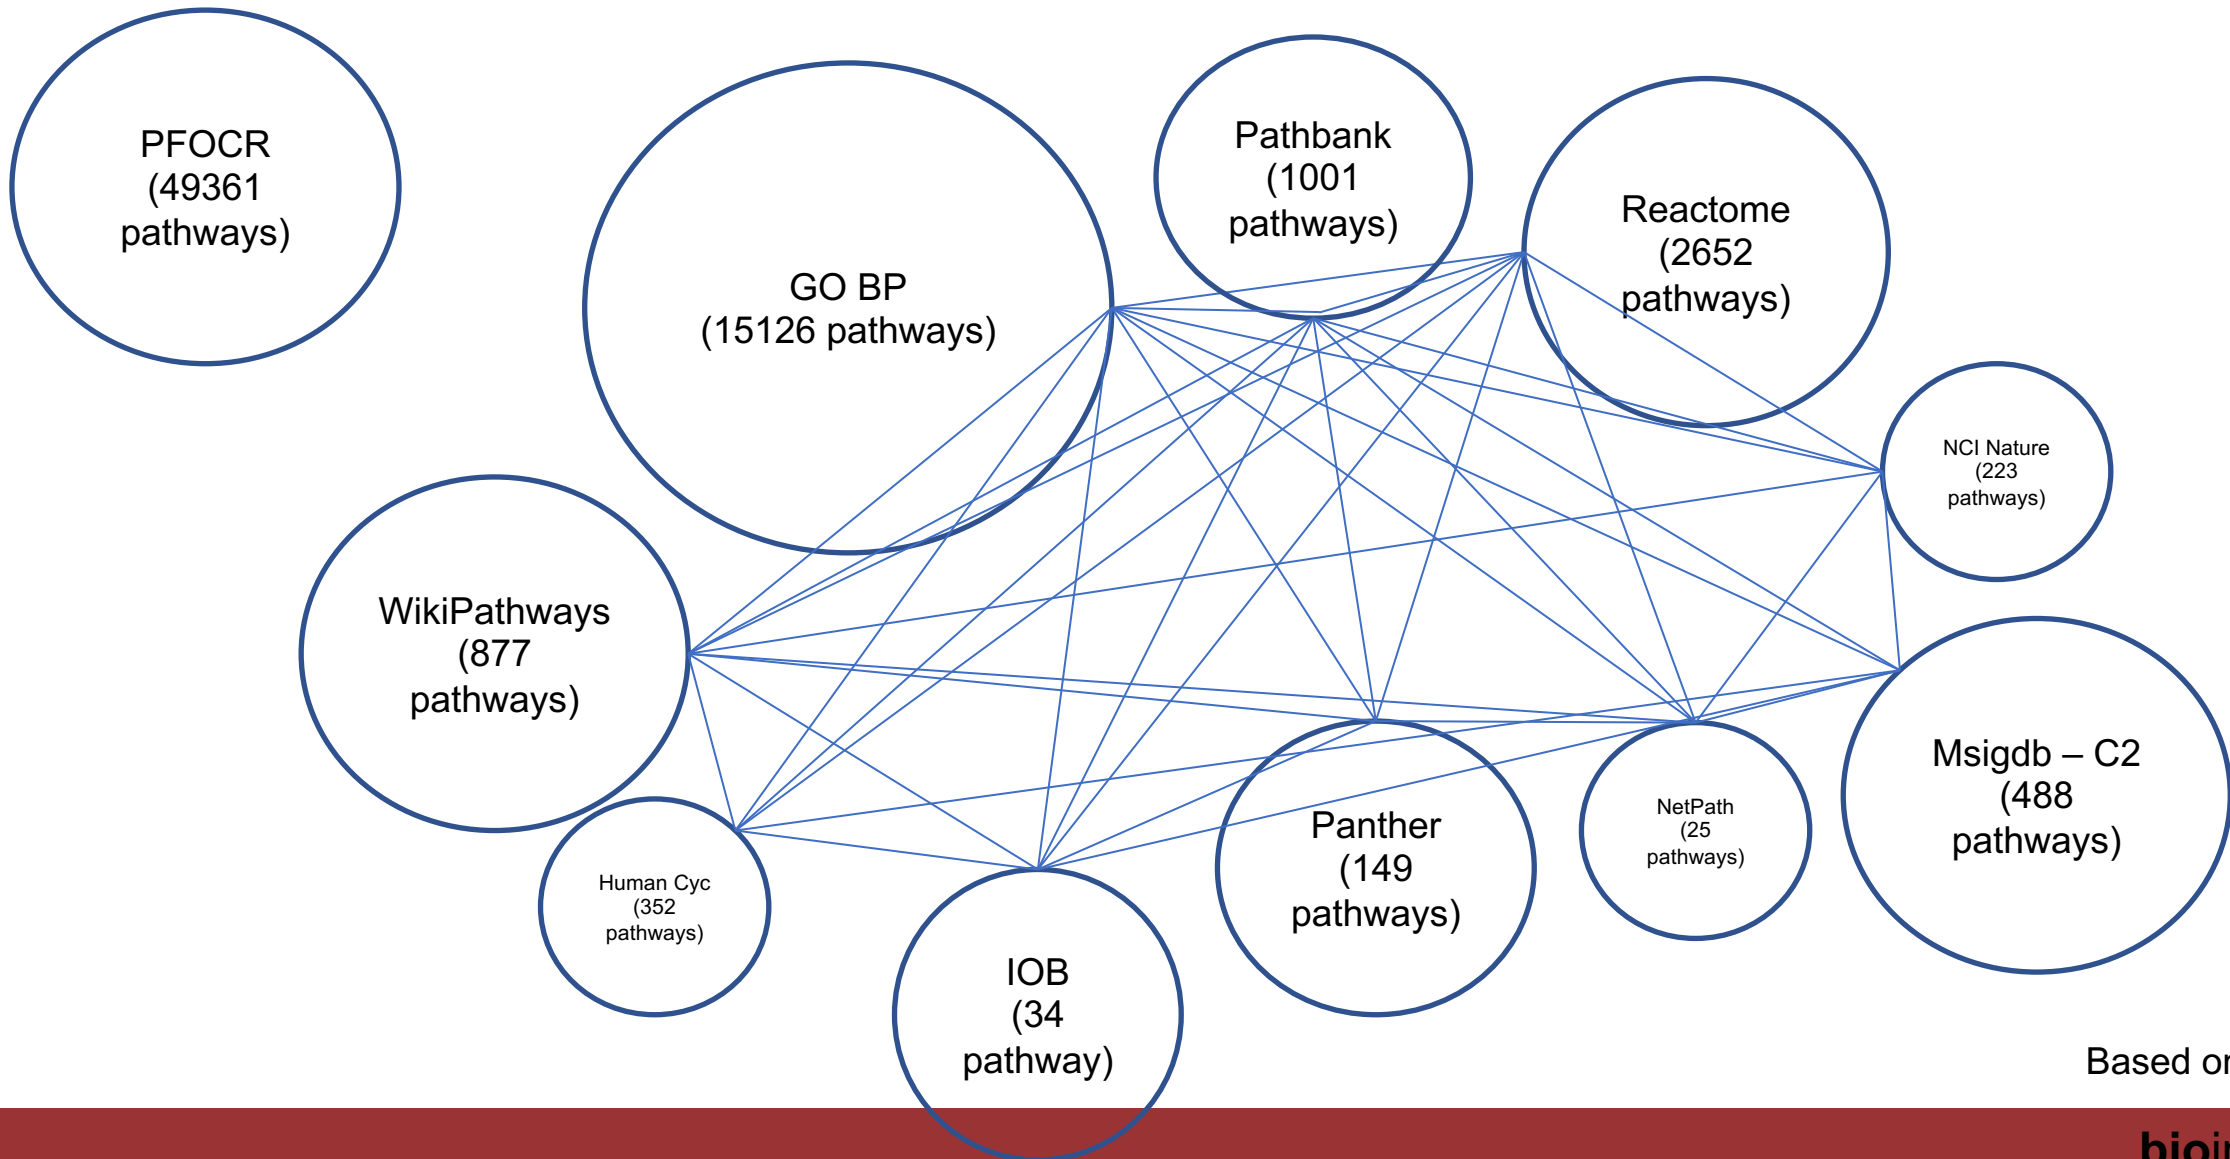 PFOCR
(49361
pathways)
GO BP
(15126 pathways)
Pathbank
(1001
pathways)
Reactome
(2652
pathways)
NCI Nature
(223
pathways)
WikiPathways
(877
pathways)
Human Cyc
(352
pathways)
IOB
(34
pathway)
Panther
(149
pathways)
NetPath
(25
pathways)
Msigdb – C2
(488
pathways)
Based